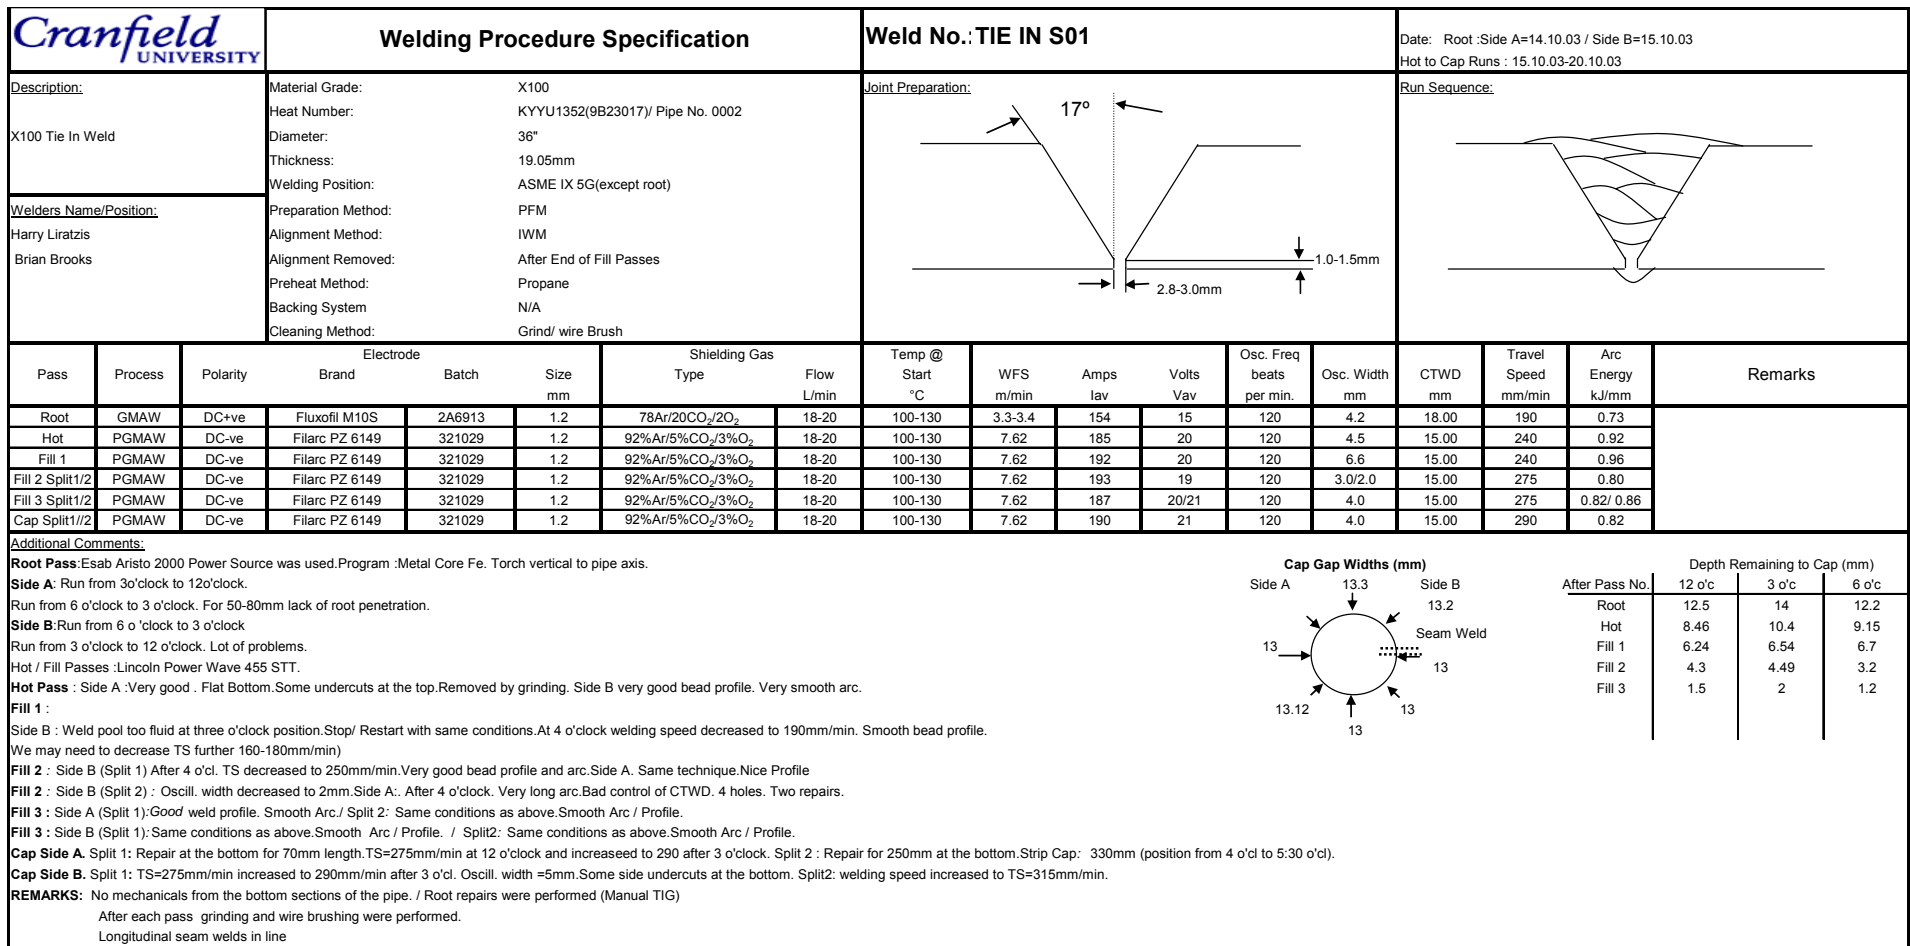 Cranfield UNIVERSITY
Welding Procedure Specification
Weld No.: TIE IN S01
Date: Root :Side A=14.10.03 / Side B=15.10.03
Hot to Cap Runs : 15.10.03-20.10.03
Description:
X100 Tie In Weld
Welders Name/Position:
Harry Liratzis
Brian Brooks
Material Grade: X100
Heat Number: KYYU1352(9B23017)/ Pipe No. 0002
Diameter: 36"
Thickness: 19.05mm
Welding Position: ASME IX 5G(except root)
Preparation Method: PFM
Alignment Method: IWM
Alignment Removed: After End of Fill Passes
Preheat Method: Propane
Backing System N/A
Cleaning Method: Grind/ wire Brush
Joint Preparation:
17º
1.0-1.5mm
2.8-3.0mm
Run Sequence:
Electrode Shielding Gas Temp @ Osc. Freq Travel Arc
Pass Process Polarity Brand Batch Size Type Flow Start WFS Amps Volts beats Osc. Width CTWD Speed Energy Remarks
mm L/min °C m/min Iav Vav per min. mm mm mm/min kJ/mm
Root GMAW DC+ve Fluxofil M10S 2A6913 1.2 78Ar/20CO2/2O2 18-20 100-130 3.3-3.4 154 15 120 4.2 18.00 190 0.73
Hot PGMAW DC-ve Filarc PZ 6149 321029 1.2 92%Ar/5%CO2/3%O2 18-20 100-130 7.62 185 20 120 4.5 15.00 240 0.92
Fill 1 PGMAW DC-ve Filarc PZ 6149 321029 1.2 92%Ar/5%CO2/3%O2 18-20 100-130 7.62 192 20 120 6.6 15.00 240 0.96
Fill 2 Split1/2 PGMAW DC-ve Filarc PZ 6149 321029 1.2 92%Ar/5%CO2/3%O2 18-20 100-130 7.62 193 19 120 3.0/2.0 15.00 275 0.80
Fill 3 Split1/2 PGMAW DC-ve Filarc PZ 6149 321029 1.2 92%Ar/5%CO2/3%O2 18-20 100-130 7.62 187 20/21 120 4.0 15.00 275 0.82/ 0.86
Cap Split1//2 PGMAW DC-ve Filarc PZ 6149 321029 1.2 92%Ar/5%CO2/3%O2 18-20 100-130 7.62 190 21 120 4.0 15.00 290 0.82
Additional Comments:
Root Pass:Esab Aristo 2000 Power Source was used.Program :Metal Core Fe. Torch vertical to pipe axis.
Side A: Run from 3o'clock to 12o'clock.
Run from 6 o'clock to 3 o'clock. For 50-80mm lack of root penetration.
Side B:Run from 6 o 'clock to 3 o'clock
Run from 3 o'clock to 12 o'clock. Lot of problems.
Hot / Fill Passes :Lincoln Power Wave 455 STT.
Hot Pass : Side A :Very good . Flat Bottom.Some undercuts at the top.Removed by grinding. Side B very good bead profile. Very smooth arc.
Fill 1 :
Side B : Weld pool too fluid at three o'clock position.Stop/ Restart with same conditions.At 4 o'clock welding speed decreased to 190mm/min. Smooth bead profile.
We may need to decrease TS further 160-180mm/min)
Fill 2 : Side B (Split 1) After 4 o'cl. TS decreased to 250mm/min.Very good bead profile and arc.Side A. Same technique.Nice Profile
Fill 2 : Side B (Split 2) : Oscill. width decreased to 2mm.Side A:. After 4 o'clock. Very long arc.Bad control of CTWD. 4 holes. Two repairs.
Fill 3 : Side A (Split 1):Good weld profile. Smooth Arc./ Split 2: Same conditions as above.Smooth Arc / Profile.
Fill 3 : Side B (Split 1):Same conditions as above.Smooth Arc / Profile. / Split2: Same conditions as above.Smooth Arc / Profile.
Cap Side A. Split 1: Repair at the bottom for 70mm length.TS=275mm/min at 12 o'clock and increaseed to 290 after 3 o'clock. Split 2 : Repair for 250mm at the bottom.Strip Cap: 330mm (position from 4 o'cl to 5:30 o'cl).
Cap Side B. Split 1: TS=275mm/min increased to 290mm/min after 3 o'cl. Oscill. width =5mm.Some side undercuts at the bottom. Split2: welding speed increased to TS=315mm/min.
REMARKS: No mechanicals from the bottom sections of the pipe. / Root repairs were performed (Manual TIG)
After each pass grinding and wire brushing were performed.
Longitudinal seam welds in line
Cap Gap Widths (mm)
Side A 13.3 Side B
13.2
Seam Weld
13
13
13.12 13
13
Depth Remaining to Cap (mm)
After Pass No. 12 o'c 3 o'c 6 o'c
Root 12.5 14 12.2
Hot 8.46 10.4 9.15
Fill 1 6.24 6.54 6.7
Fill 2 4.3 4.49 3.2
Fill 3 1.5 2 1.2